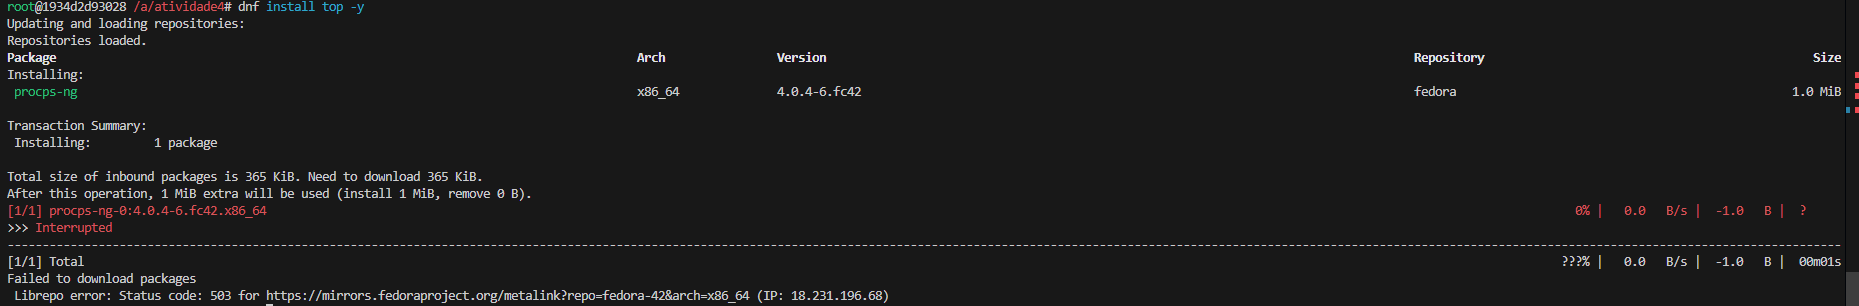 root@1934d2d93028 /a/atividade4# dnf install top -y
Updating and loading repositories:
Repositories loaded.
Package Arch Version Repository Size
Installing:
procps-ng x86_64 4.0.4-6.fc42 fedora 1.0 MiB
Transaction Summary:
Installing: 1 package
Total size of inbound packages is 365 KiB. Need to download 365 KiB.
After this operation, 1 MiB extra will be used (install 1 MiB, remove 0 B).
[1/1] procps-ng-0:4.0.4-6.fc42.x86_64 0% | 0.0 B/s | -1.0 B | ?
>>> Interrupted
--------------------------------------------------------------------------------
[1/1] Total ???% | 0.0 B/s | -1.0 B | 00m01s
Failed to download packages
Librepo error: Status code: 503 for https://mirrors.fedoraproject.org/metalink?repo=fedora-42&arch=x86_64 (IP: 18.231.196.68)